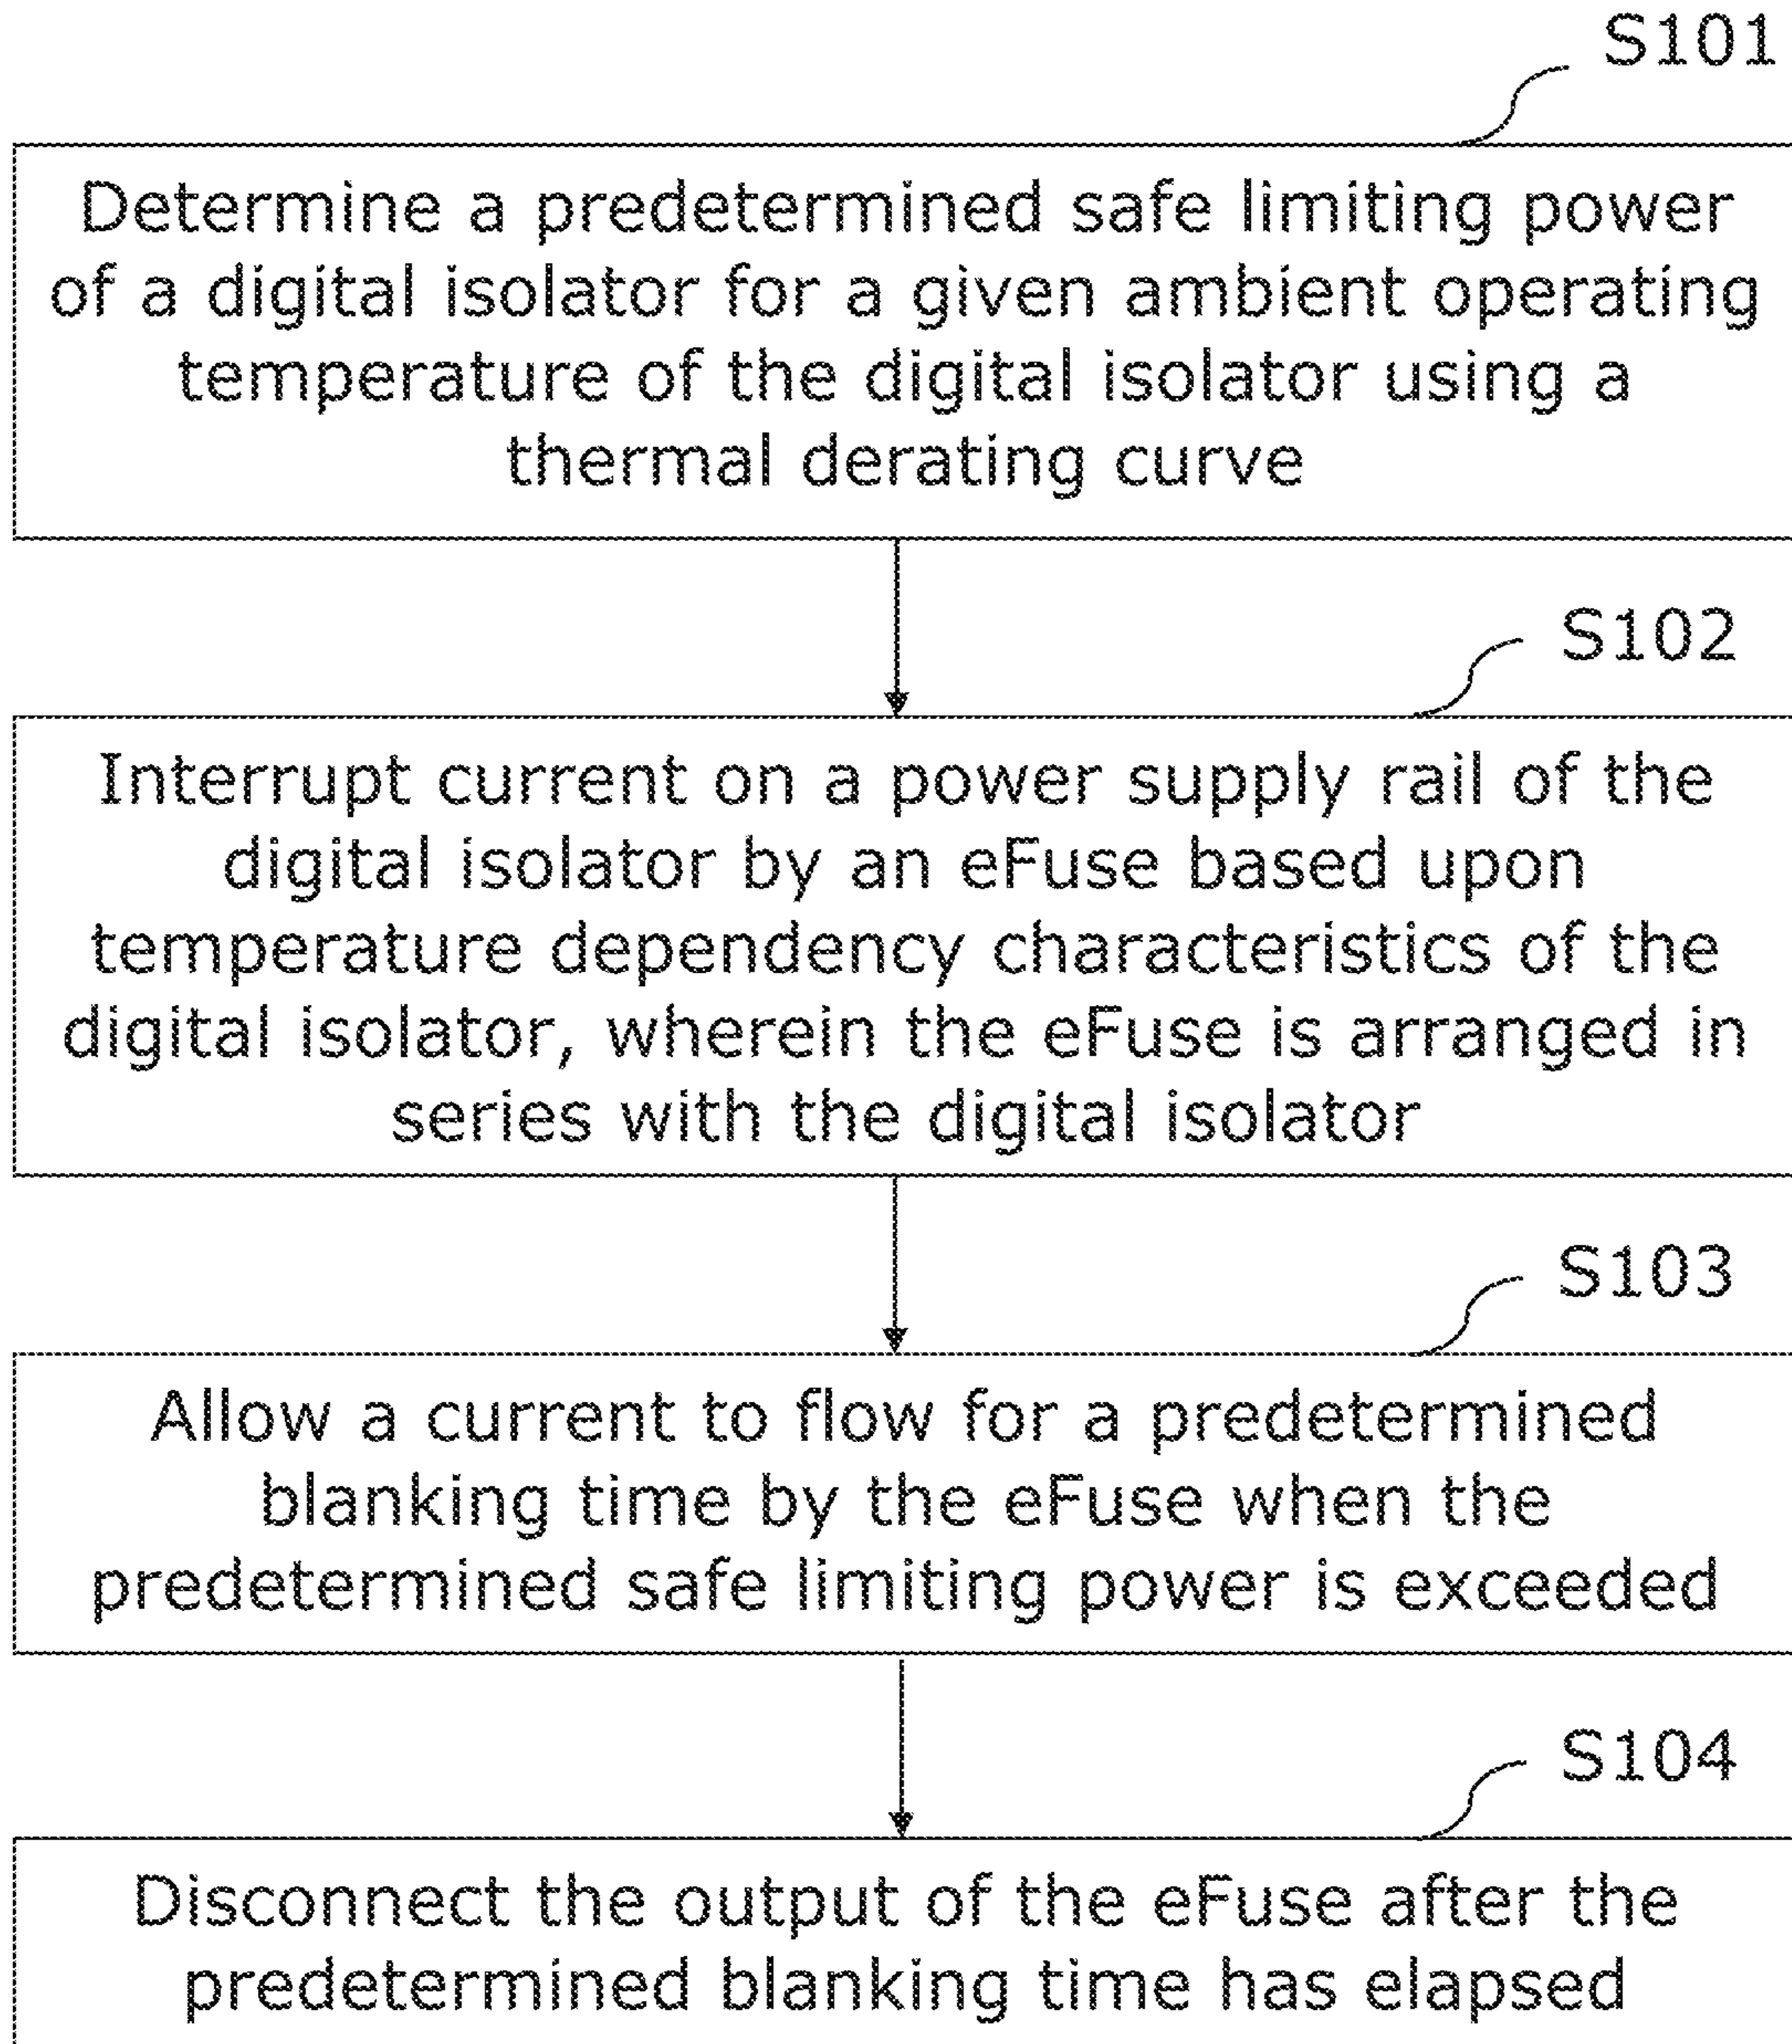 S101
Determine a predetermined safe limiting power
of a digital isolator for a given ambient operating
temperature of the digital isolator using a
thermal derating curve
S102
Interrupt current on a power supply rail of the
digital isolator by an eFuse based upon
temperature dependency characteristics of the
digital isolator, wherein the eFuse is arranged in
series with the digital isolator
S103
Allow a current to flow for a predetermined
blanking time by the eFuse when the
predetermined safe limiting power is exceeded
S104
Disconnect the output of the eFuse after the
predetermined blanking time has elapsed